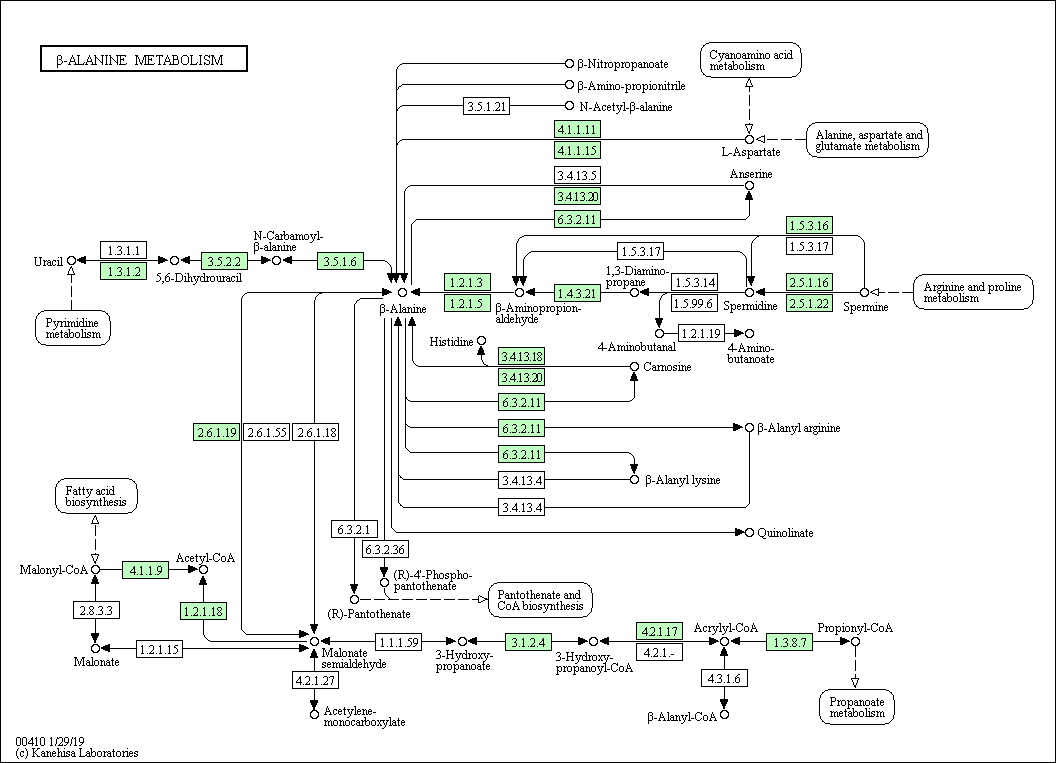 β-ALANINE METABOLISM
β-Nitropropanoate
β-Amino-propionitrile
3.5.1.21
N-Acetyl-β-alanine
Cyanoamino acid
metabolism
4.1.1.11
4.1.1.15
L-Aspartate
Alanine, aspartate and
glutamate metabolism
3.4.13.5
3.4.13.20
Anserine
6.3.2.11
Uracil
1.3.1.1
1.3.1.2
5,6-Dihydrouracil
3.5.2.2
N-Carbamoyl-
β-alanine
3.5.1.6
1.5.3.16
1.5.3.17
1.5.3.17
Pyrimidine
metabolism
β-Alanine
1.2.1.3
1.2.1.5
β-Aminopropion-
aldehyde
1.4.3.21
1,3-Diamino-
propane
1.5.3.14
1.5.99.6
Spermidine
2.5.1.16
2.5.1.22
Spermine
Arginine and proline
metabolism
4-Aminobutanal
1.2.1.19
4-Amino-
butanoate
Histidine
3.4.13.18
3.4.13.20
Carnosine
6.3.2.11
2.6.1.19
2.6.1.55
2.6.1.18
6.3.2.11
β-Alanyl arginine
6.3.2.11
3.4.13.4
β-Alanyl lysine
3.4.13.4
6.3.2.1
Quinolinate
6.3.2.36
Fatty acid
biosynthesis
Malonyl-CoA
4.1.1.9
Acetyl-CoA
(R)-4'-Phospho-
pantothenate
(R)-Pantothenate
Pantothenate and
CoA biosynthesis
2.8.3.3
1.2.1.18
Malonate
1.2.1.15
Malonate
semialdehyde
1.1.1.59
3-Hydroxy-
propanoate
3.1.2.4
3-Hydroxy-
propanoyl-CoA
4.2.1.17
4.2.1.-
Acrylyl-CoA
1.3.8.7
Propionyl-CoA
4.2.1.27
Acetylene-
monocarboxylate
4.3.1.6
β-Alanyl-CoA
Propanoate
metabolism
00410 1/29/19
(c) Kanehisa Laboratories